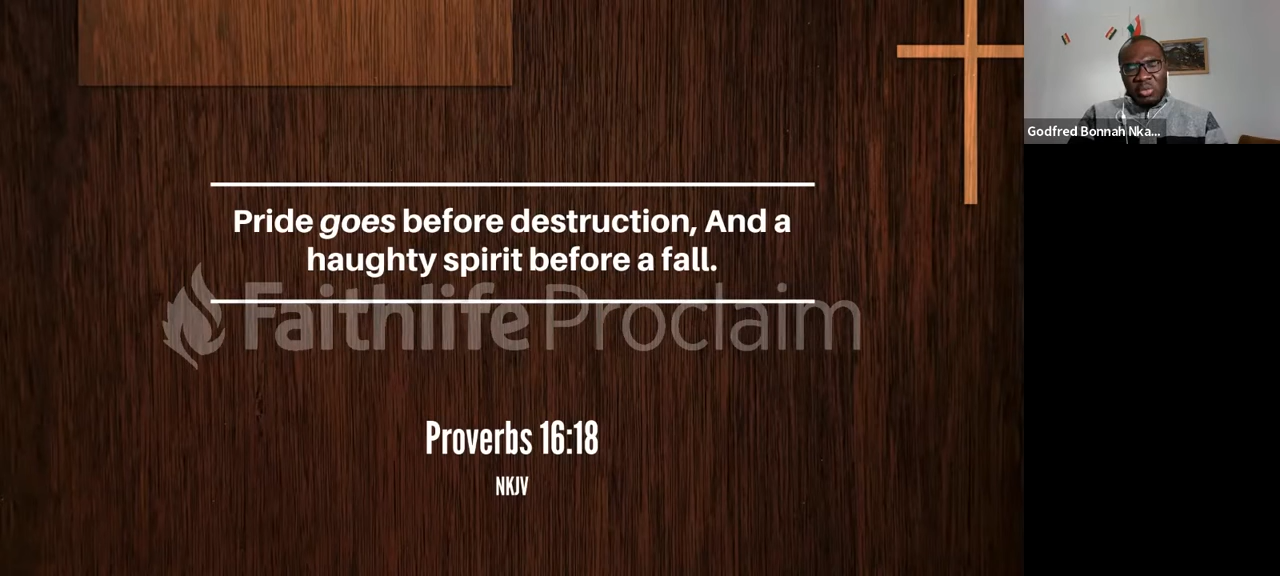 Pride goes before destruction, And a
haughty spirit before a fall.
Faithlife Proclaim
Proverbs 16:18
NKJV
Godfred Bonnah Nka...